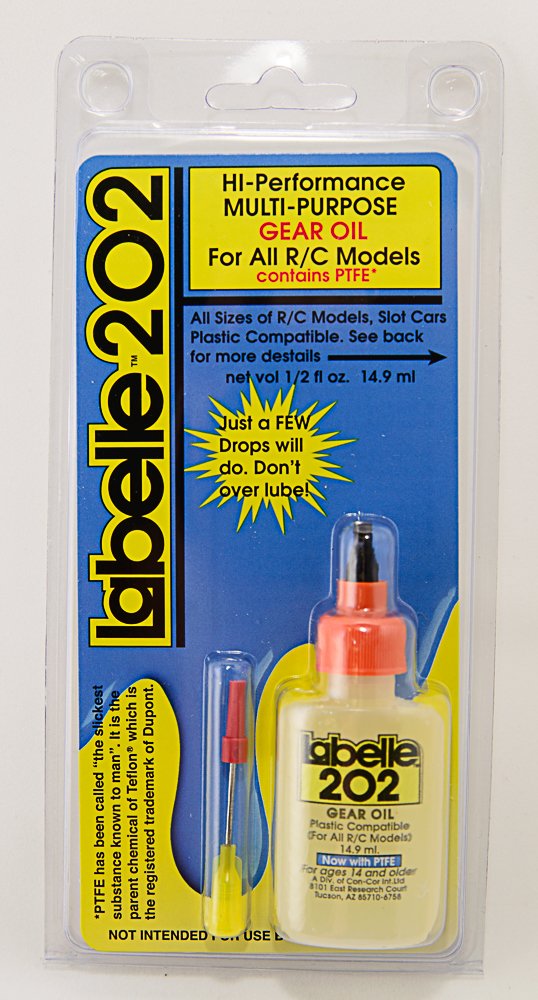 labelle™202
HI-Performance
MULTI-PURPOSE
GEAR OIL
For All R/C Models
contains PTFE*
All Sizes of R/C Models, Slot Cars
Plastic Compatible. See back
for more destails
net vol 1/2 fl oz. 14.9 ml
Just a FEW
Drops will
do. Don't
over lube!
*PTFE has been called "the slickest
substance known to man". It is the
parent chemical of Teflon® which is
the registered trademark of Dupont.
labelle™
202
GEAR OIL
Plastic Compatible
(For All R/C Models)
14.9 ml.
Now with PTFE
For ages 14 and older
A Div. of Con-Cor Int.Ltd
8101 East Research Court
Tucson, AZ 85710-6758
NOT INTENDED FOR USE